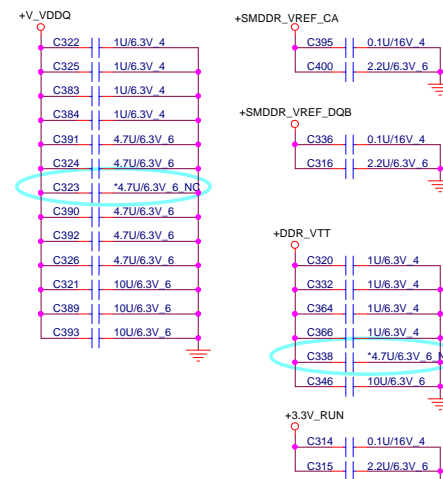 +V_VDDQ
C322 1U/6.3V_4
C325 1U/6.3V_4
C383 1U/6.3V_4
C384 1U/6.3V_4
C391 4.7U/6.3V_6
C324 4.7U/6.3V_6
C323 *4.7U/6.3V_6_NC
C390 4.7U/6.3V_6
C392 4.7U/6.3V_6
C326 4.7U/6.3V_6
C321 10U/6.3V_6
C389 10U/6.3V_6
C393 10U/6.3V_6
+SMDDR_VREF_CA
C395 0.1U/16V_4
C400 2.2U/6.3V_6
+SMDDR_VREF_DQB
C336 0.1U/16V_4
C316 2.2U/6.3V_6
+DDR_VTT
C320 1U/6.3V_4
C332 1U/6.3V_4
C364 1U/6.3V_4
C366 1U/6.3V_4
C338 *4.7U/6.3V_6_N
C346 10U/6.3V_6
+3.3V_RUN
C314 0.1U/16V_4
C315 2.2U/6.3V_6